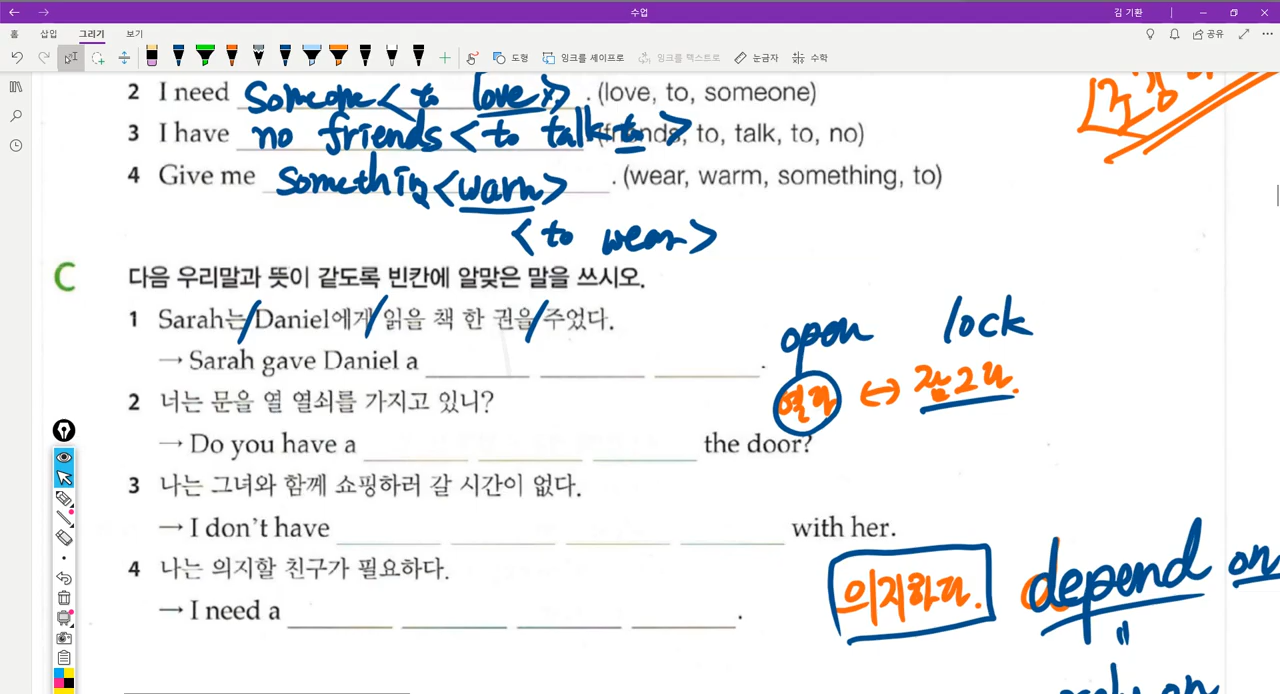 수업
김 기환
홈 삽입 그리기 보기
공유
도형 잉크를 셰이프로 잉크를 텍스트로 눈금자 수학
2 I need someone < to love > . (love, to, someone)
3 I have no friends < to talk to > (friends, to, talk, to, no)
4 Give me something < warm > . (wear, warm, something, to)
< to wear >
C 다음 우리말과 뜻이 같도록 빈칸에 알맞은 말을 쓰시오.
1 Sarah는 / Daniel에게 / 읽을 책 한 권을 / 주었다.
open lock
→ Sarah gave Daniel a .
열다 ↔ 잠그다.
2 너는 문을 열 열쇠를 가지고 있니?
→ Do you have a the door?
3 나는 그녀와 함께 쇼핑하러 갈 시간이 없다.
→ I don't have with her.
4 나는 의지할 친구가 필요하다.
의지하다. depend on
→ I need a .